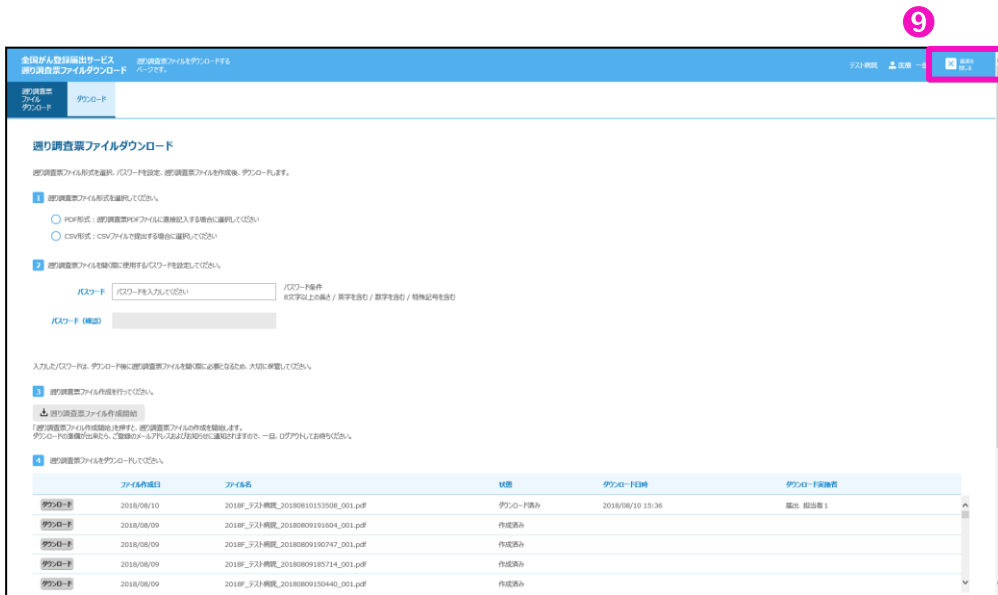 ❾
全国がん登録届出サービス
遡り調査票ファイルダウンロード
遡り調査票ファイルをダウンロードする
ページです。
テスト病院 医療 一
画面を
閉じる
遡り調査票
ファイル
ダウンロード
ダウンロード
遡り調査票ファイルダウンロード
遡り調査票ファイル形式を選択、パスワードを設定、遡り調査票ファイルを作成後、ダウンロードします。
1 遡り調査票ファイル形式を選択してください。
PDF形式：遡り調査票PDFファイルに直接記入する場合に選択してください
CSV形式：CSVファイルで提出する場合に選択してください
2 遡り調査票ファイルを開く際に使用するパスワードを設定してください。
パスワード パスワードを入力してください
パスワード条件
8文字以上の長さ / 英字を含む / 数字を含む / 特殊記号を含む
パスワード（確認）
入力したパスワードは、ダウンロード後に遡り調査票ファイルを開く際に必要となるため、大切に保管してください。
3 遡り調査票ファイル作成を行ってください。
遡り調査票ファイル作成開始
「遡り調査票ファイル作成開始」を押すと、遡り調査票ファイルの作成を開始します。
ダウンロードの準備が出来たら、ご登録のメールアドレスおよびお知らせに通知されますので、一旦、ログアウトしてお待ちください。
4 遡り調査票ファイルをダウンロードしてください。
ファイル作成日 ファイル名 状態 ダウンロード日時 ダウンロード実施者
ダウンロード 2018/08/10 2018F_テスト病院_20180810153508_001.pdf ダウンロード済み 2018/08/10 15:36 届出 担当者1
ダウンロード 2018/08/09 2018F_テスト病院_20180809191604_001.pdf 作成済み
ダウンロード 2018/08/09 2018F_テスト病院_20180809190747_001.pdf 作成済み
ダウンロード 2018/08/09 2018F_テスト病院_20180809185714_001.pdf 作成済み
ダウンロード 2018/08/09 2018F_テスト病院_20180809150440_001.pdf 作成済み